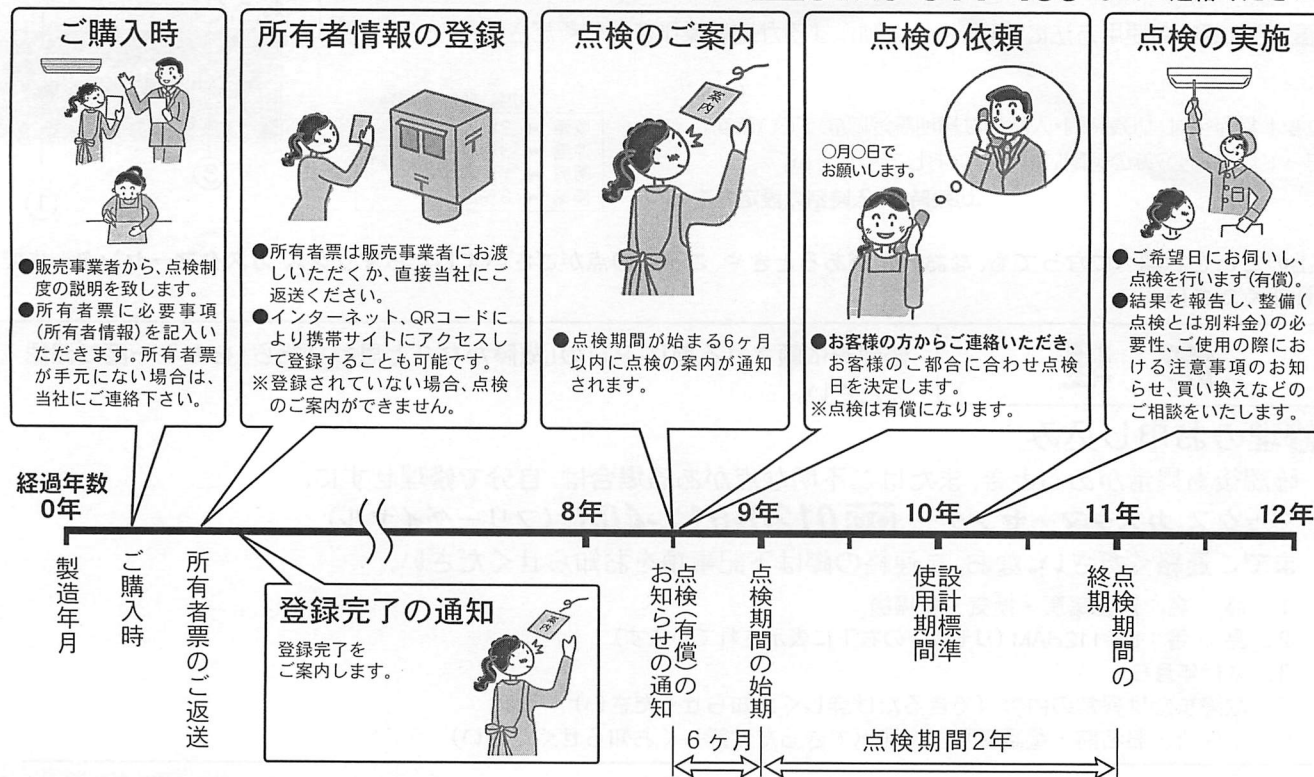 ご購入時
●販売事業者から、点検制
度の説明を致します。
●所有者票に必要事項
(所有者情報)を記入い
ただきます。所有者票
が手元にない場合は、
当社にご連絡下さい。
所有者情報の登録
●所有者票は販売事業者にお渡
しいただくか、直接当社にご
返送ください。
●インターネット、QRコードに
より携帯サイトにアクセスし
て登録することも可能です。
※登録されていない場合、点検
のご案内ができません。
点検のご案内
案内
●点検期間が始まる6ヶ月
以内に点検の案内が通知
されます。
点検の依頼
○月○日で
お願いします。
●お客様の方からご連絡いただき、
お客様のご都合に合わせ点検
日を決定します。
※点検は有償になります。
点検の実施
●ご希望日にお伺いし、
点検を行います(有償)。
●結果を報告し、整備(
点検とは別料金)の必
要性、ご使用の際にお
ける注意事項のお知
らせ、買い換えなどの
ご相談をいたします。
経過年数
0年
8年
9年
10年
11年
12年
製造年月
ご購入時
所有者票のご返送
登録完了の通知
登録完了を
ご案内します。
案内
点検(有償)の
お知らせの通知
点検期間の始期
設計標準
使用期間
点検期間の
終期
6ヶ月
点検期間2年